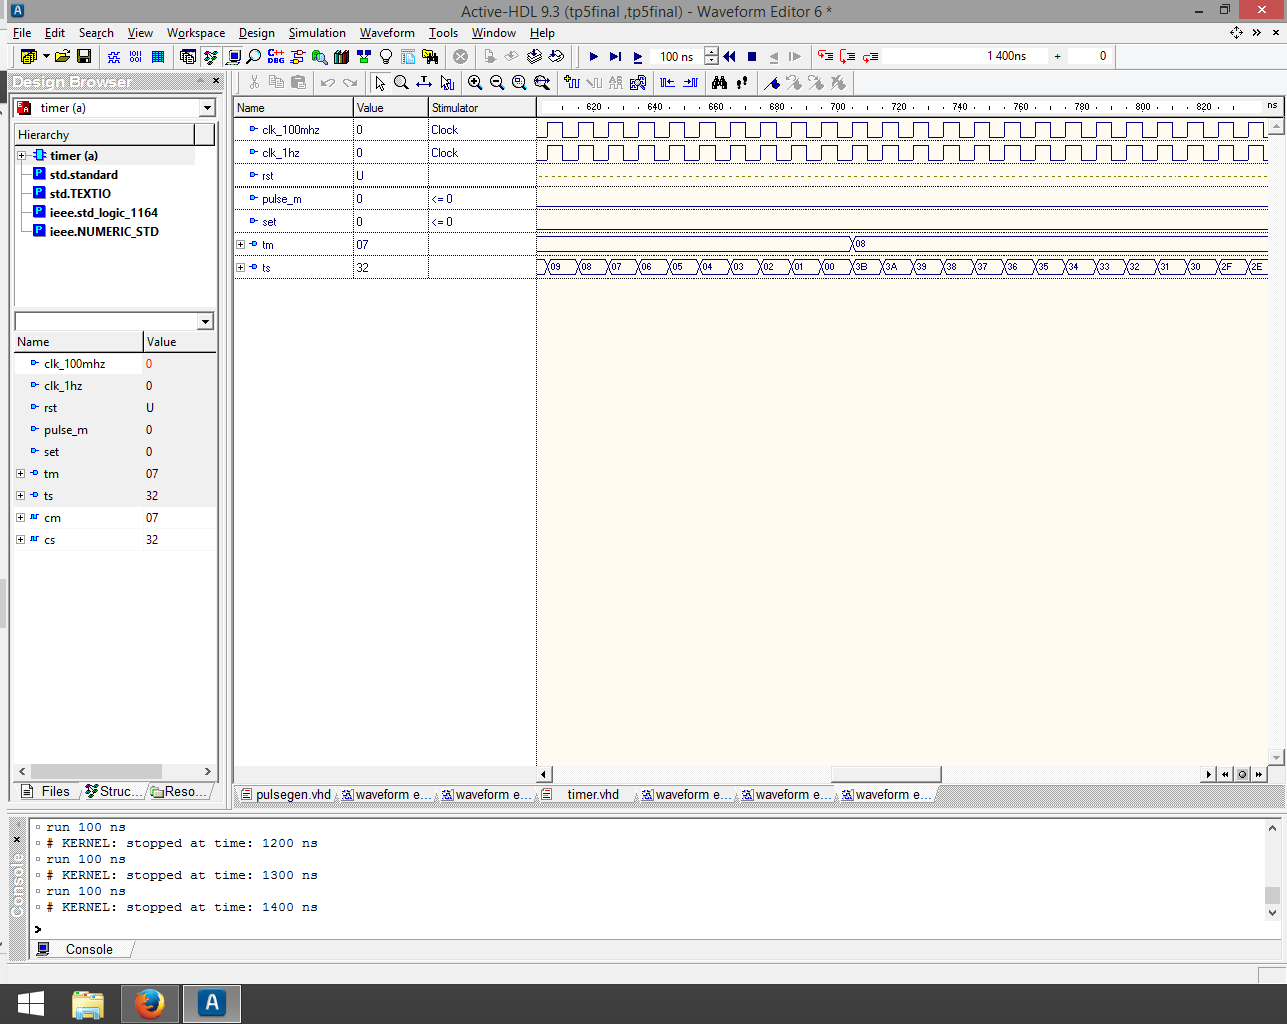 Active-HDL 9.3 (tp5final ,tp5final) - Waveform Editor 6 *
File Edit Search View Workspace Design Simulation Waveform Tools Window Help
100 ns
1 400ns + 0
Design Browser
timer (a)
Hierarchy
timer (a)
std.standard
std.TEXTIO
ieee.std_logic_1164
ieee.NUMERIC_STD
Name Value
clk_100mhz 0
clk_1hz 0
rst U
pulse_m 0
set 0
tm 07
ts 32
cm 07
cs 32
Files Struc... Reso...
Name Value Stimulator 620 640 660 680 700 720 740 760 780 800 820 ns
clk_100mhz 0 Clock
clk_1hz 0 Clock
rst U
pulse_m 0 <= 0
set 0 <= 0
tm 07 08
ts 32 09 08 07 06 05 04 03 02 01 00 3B 3A 39 38 37 36 35 34 33 32 31 30 2F 2E
pulsegen.vhd waveform e... waveform e... timer.vhd waveform e... waveform e... waveform e...
run 100 ns
# KERNEL: stopped at time: 1200 ns
run 100 ns
# KERNEL: stopped at time: 1300 ns
run 100 ns
# KERNEL: stopped at time: 1400 ns
>
Console
Console